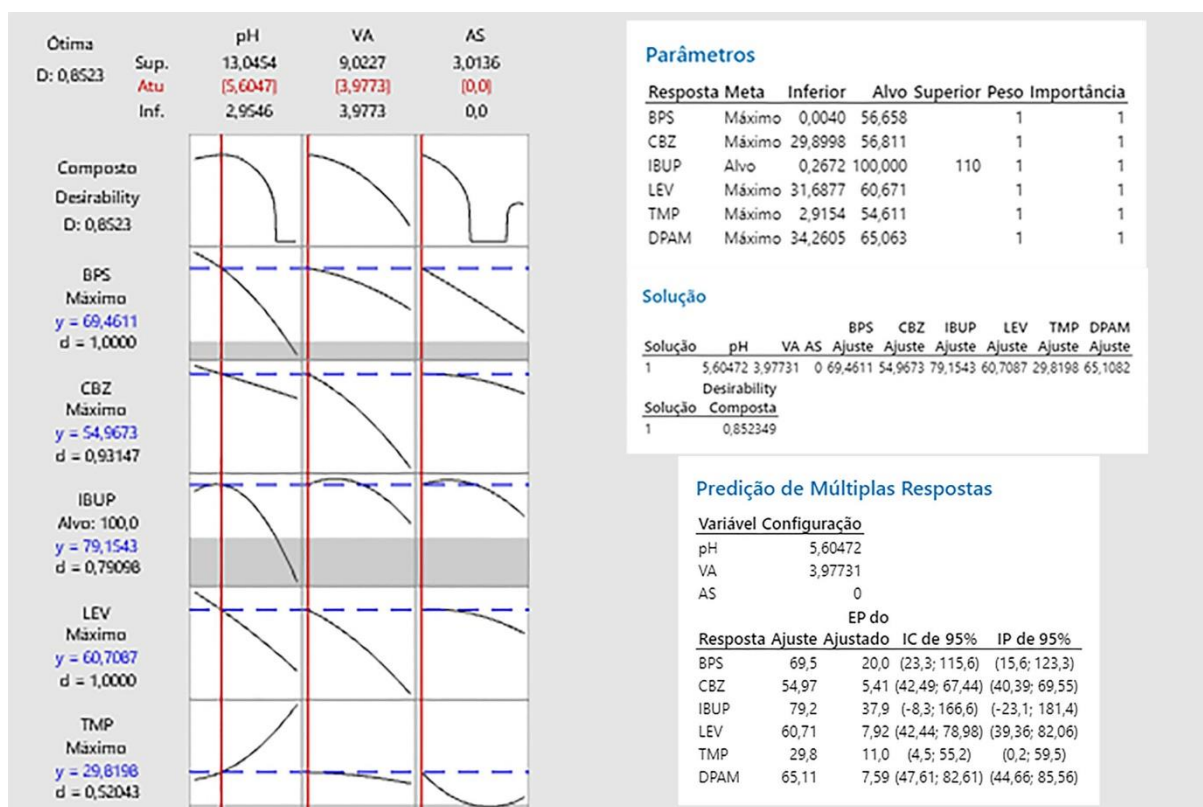 Ótima
D: 0,8523
pH VA AS
Sup. 13,0454 9,0227 3,0136
Atu [5,6047] [3,9773] [0,0]
Inf. 2,9546 3,9773 0,0
Composto
Desirability
D: 0,8523
BPS
Máximo
y = 69,4611
d = 1,0000
CBZ
Máximo
y = 54,9673
d = 0,93147
IBUP
Alvo: 100,0
y = 79,1543
d = 0,79098
LEV
Máximo
y = 60,7087
d = 1,0000
TMP
Máximo
y = 29,8198
d = 0,52043
Parâmetros
Resposta Meta Inferior Alvo Superior Peso Importância
BPS Máximo 0,0040 56,658 1 1
CBZ Máximo 29,8998 56,811 1 1
IBUP Alvo 0,2672 100,000 110 1 1
LEV Máximo 31,6877 60,671 1 1
TMP Máximo 2,9154 54,611 1 1
DPAM Máximo 34,2605 65,063 1 1
Solução
BPS CBZ IBUP LEV TMP DPAM
Solução pH VA AS Ajuste Ajuste Ajuste Ajuste Ajuste Ajuste
1 5,60472 3,97731 0 69,4611 54,9673 79,1543 60,7087 29,8198 65,1082
Desirability
Solução Composta
1 0,852349
Predição de Múltiplas Respostas
Variável Configuração
pH 5,60472
VA 3,97731
AS 0
EP do
Resposta Ajuste Ajustado IC de 95% IP de 95%
BPS 69,5 20,0 (23,3; 115,6) (15,6; 123,3)
CBZ 54,97 5,41 (42,49; 67,44) (40,39; 69,55)
IBUP 79,2 37,9 (-8,3; 166,6) (-23,1; 181,4)
LEV 60,71 7,92 (42,44; 78,98) (39,36; 82,06)
TMP 29,8 11,0 (4,5; 55,2) (0,2; 59,5)
DPAM 65,11 7,59 (47,61; 82,61) (44,66; 85,56)